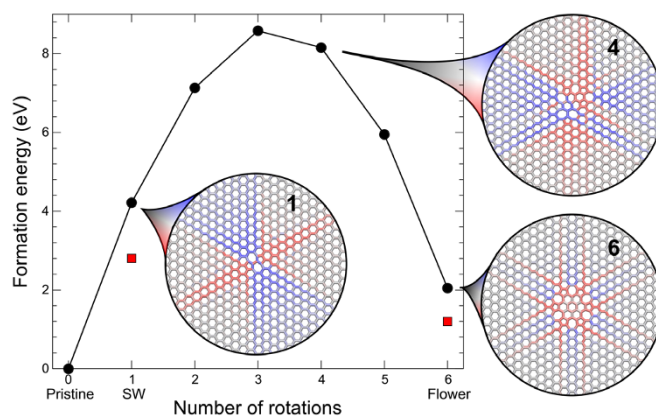 Formation energy (eV)
8
6
4
2
0
4
1
6
0 1 2 3 4 5 6
Pristine SW Flower
Number of rotations